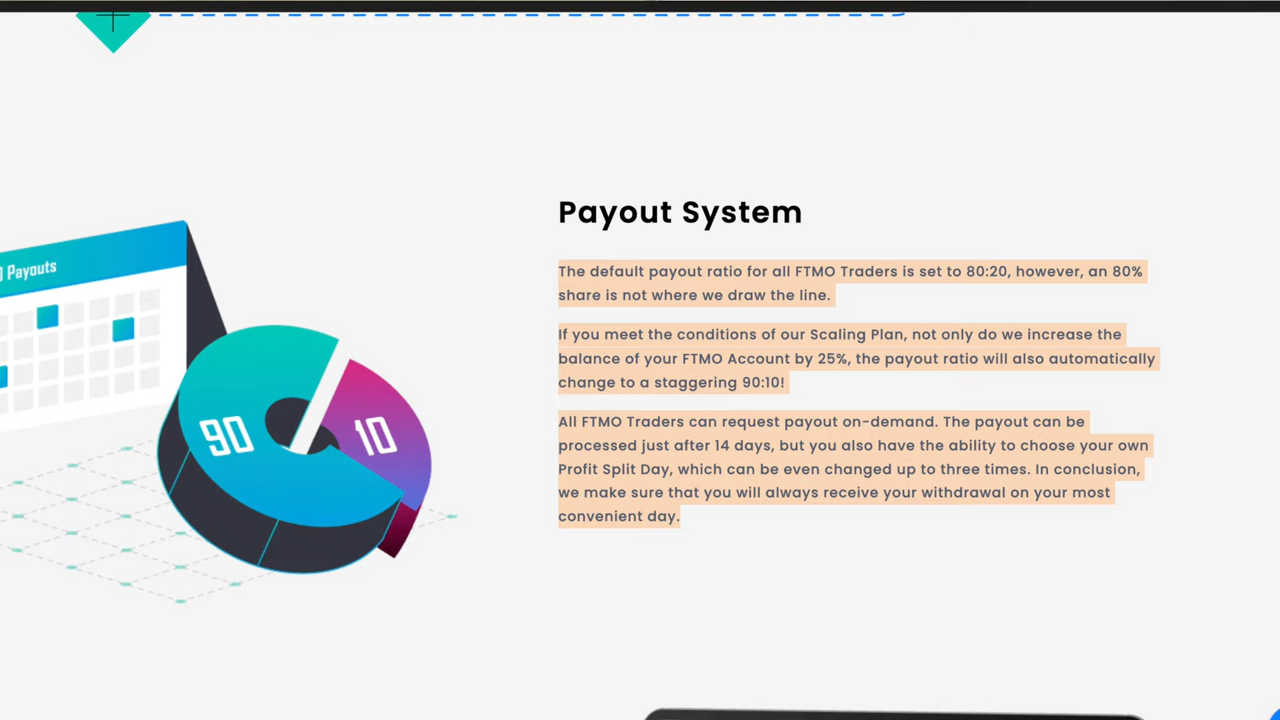 Payout System
The default payout ratio for all FTMO Traders is set to 80:20, however, an 80%
share is not where we draw the line.
If you meet the conditions of our Scaling Plan, not only do we increase the
balance of your FTMO Account by 25%, the payout ratio will also automatically
change to a staggering 90:10!
All FTMO Traders can request payout on-demand. The payout can be
processed just after 14 days, but you also have the ability to choose your own
Profit Split Day, which can be even changed up to three times. In conclusion,
we make sure that you will always receive your withdrawal on your most
convenient day.
Payouts
90
10